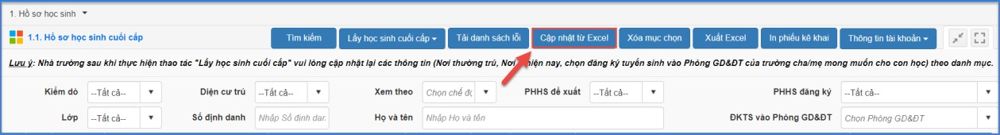 1. Hồ sơ học sinh
1.1. Hồ sơ học sinh cuối cấp Tìm kiếm Lấy học sinh cuối cấp Tải danh sách lỗi Cập nhật từ Excel Xóa mục chọn Xuất Excel In phiếu kê khai Thông tin tài khoản
Lưu ý: Nhà trường sau khi thực hiện thao tác "Lấy học sinh cuối cấp" vui lòng cập nhật lại các thông tin (Nơi thường trú, Nơi hiện nay, chọn đăng ký tuyển sinh vào Phòng GD&ĐT của trường cha/mẹ mong muốn cho con học) theo danh mục.
Kiểm dò --Tất cả-- Diện cư trú --Tất cả-- Xem theo Chọn chế PHHS đề xuất --Tất cả-- PHHS đăng ký --Tất cả--
Lớp --Tất cả-- Số định danh Nhập Số định Họ và tên Nhập Họ và tên ĐKTS vào Phòng GD&ĐT Chọn Phòng GD&ĐT